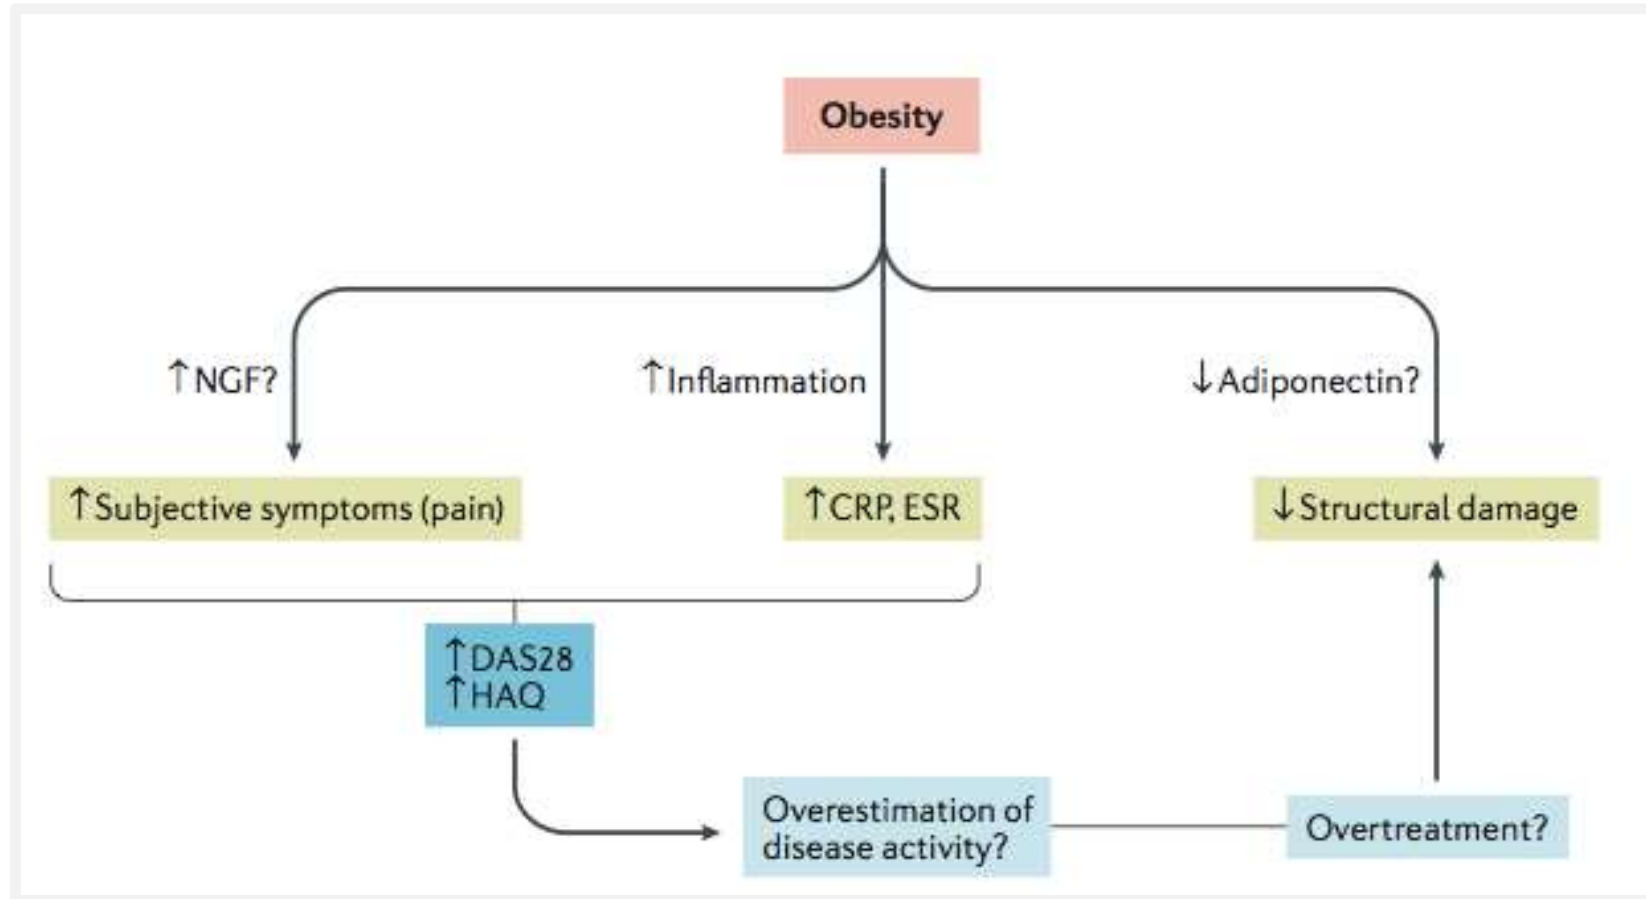 Obesity
↑NGF?
↑Inflammation
↓Adiponectin?
↑Subjective symptoms (pain)
↑CRP, ESR
↓Structural damage
↑DAS28
↑HAQ
Overestimation of
disease activity?
Overtreatment?